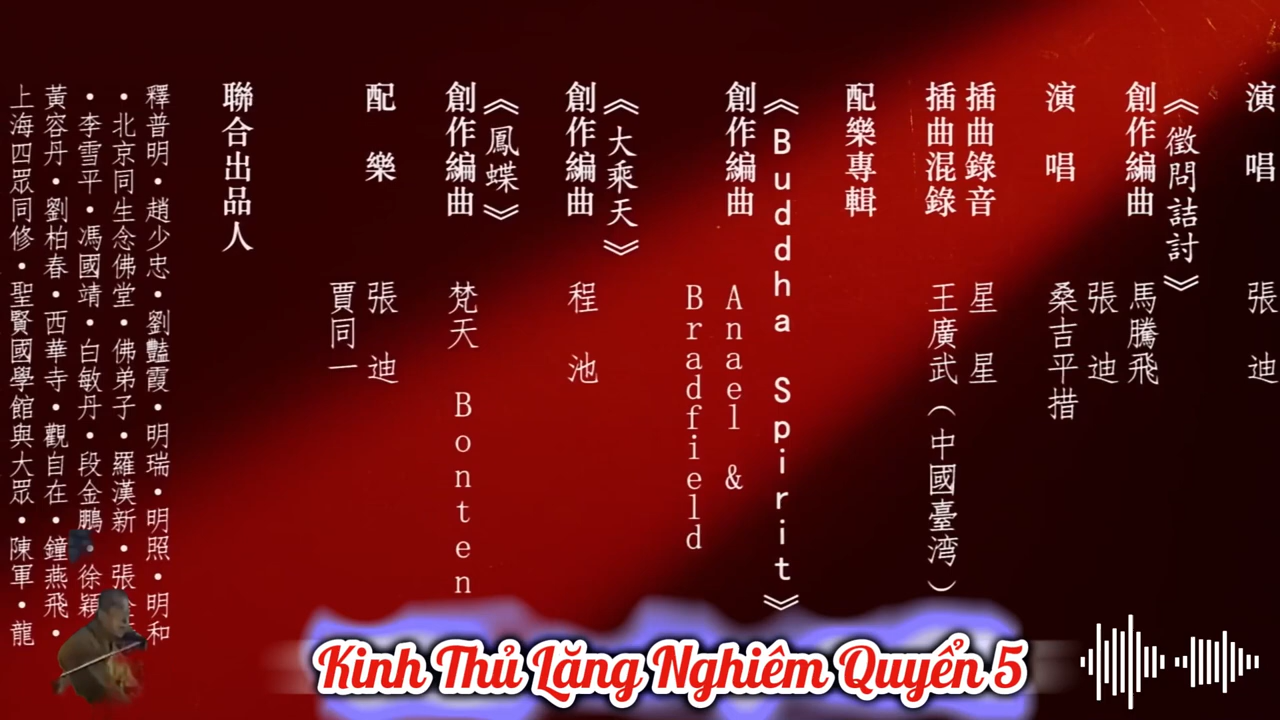 演唱
張迪
《徵問詰討》
創作編曲
馬騰飛
張迪
演唱
桑吉平措
插曲錄音
星星
插曲混錄
王廣武（中國臺湾）
配樂專輯
《Buddha Spirit》
創作編曲
Anael &
Bradfield
《大乘天》
創作編曲
程池
《鳳蝶》
創作編曲
梵天 Bonten
配樂
張迪
賈同一
聯合出品人
釋普明•趙少忠•劉豔霞•明瑞•明照•明和
•北京同生念佛堂•佛弟子•羅漢新•張
•李雪平•馮國靖•白敏丹•段金鵬•徐穎
黃容丹•劉柏春•西華寺•觀自在•鐘燕飛•
上海四眾同修•聖賢國學館與大眾•陳軍•龍
Kinh Thủ Lăng Nghiêm Quyển 5